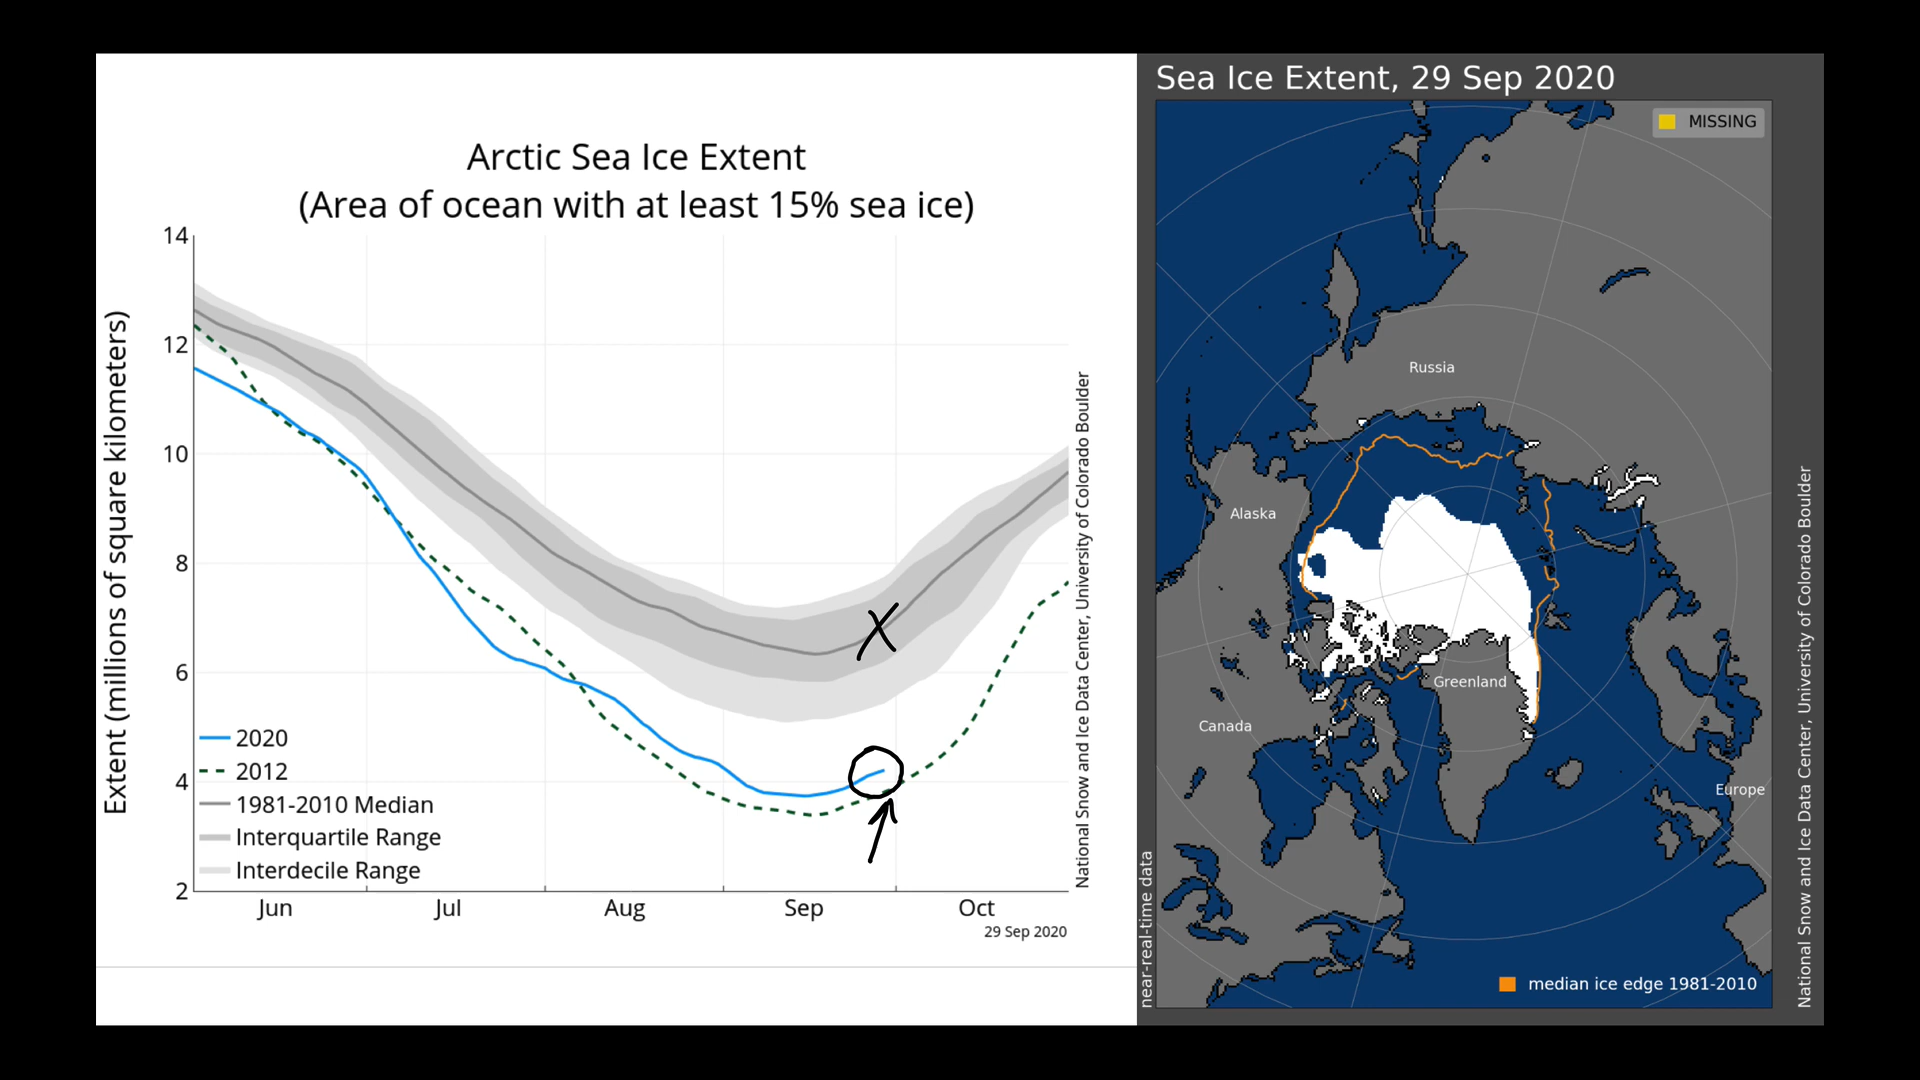 Arctic Sea Ice Extent
(Area of ocean with at least 15% sea ice)
Extent (millions of square kilometers)
14
12
10
8
6
4
2
2020
2012
1981-2010 Median
Interquartile Range
Interdecile Range
X
Jun
Jul
Aug
Sep
Oct
29 Sep 2020
National Snow and Ice Data Center, University of Colorado Boulder
Sea Ice Extent, 29 Sep 2020
MISSING
Russia
Alaska
Greenland
Canada
Europe
near-real-time data
median ice edge 1981-2010
National Snow and Ice Data Center, University of Colorado Boulder